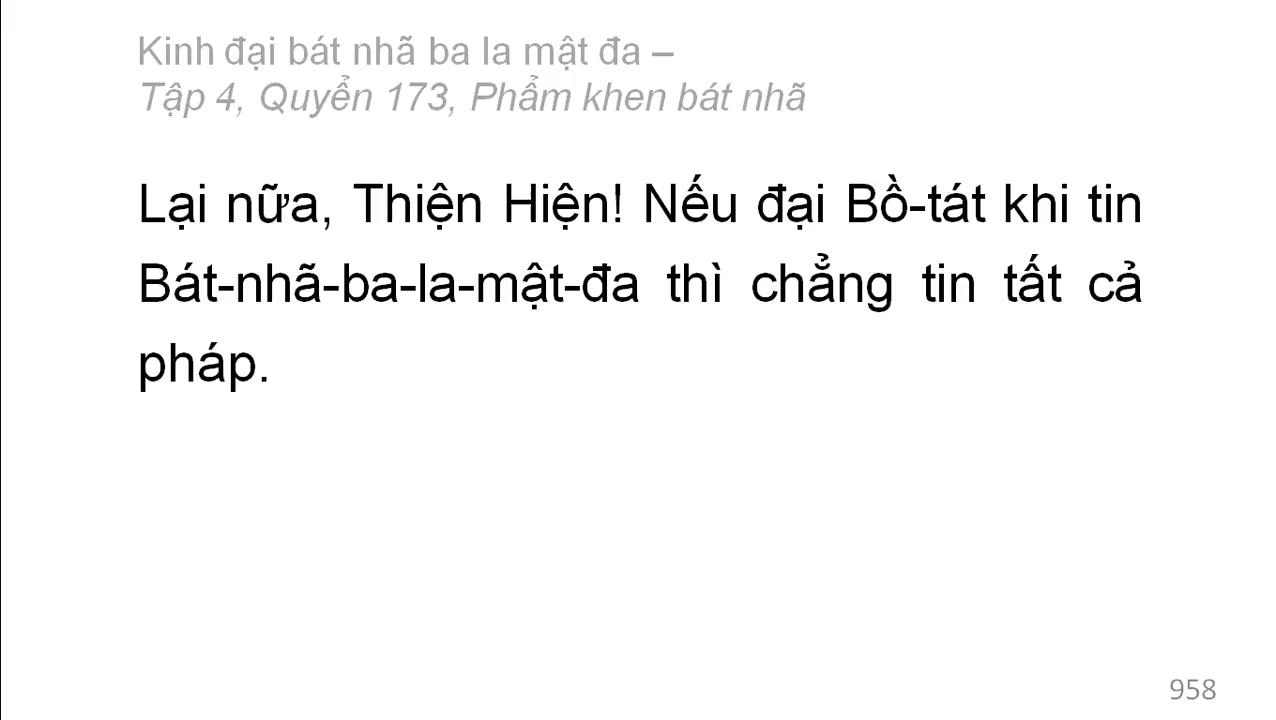 Kinh đại bát nhã ba la mật đa –
Tập 4, Quyển 173, Phẩm khen bát nhã
Lại nữa, Thiện Hiện! Nếu đại Bồ-tát khi tin
Bát-nhã-ba-la-mật-đa thì chẳng tin tất cả
pháp.
958